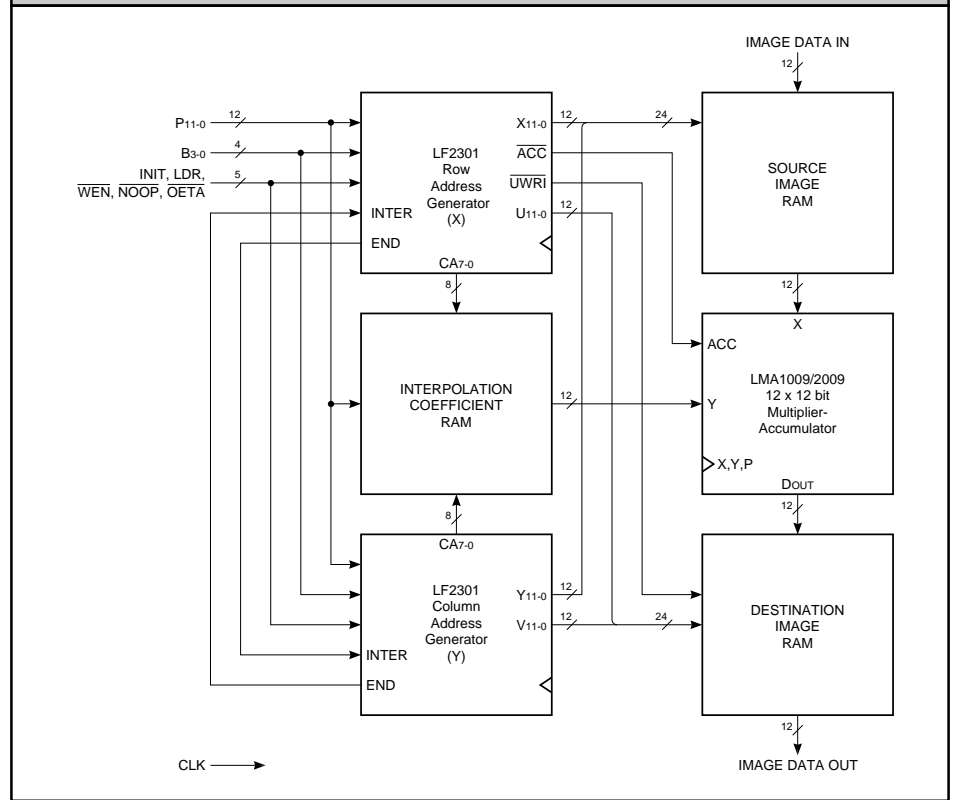 IMAGE DATA IN
12
P11-0
12
B3-0
4
INIT, LDR,
WEN, NOOP, OETA
5
INTER
END
LF2301
Row
Address
Generator
(X)
X11-0
12
24
ACC
UWRI
U11-0
12
CA7-0
8
SOURCE
IMAGE
RAM
12
INTERPOLATION
COEFFICIENT
RAM
12
X
ACC
Y
LMA1009/2009
12 x 12 bit
Multiplier-
Accumulator
X,Y,P
DOUT
12
8
CA7-0
LF2301
Column
Address
Generator
(Y)
INTER
END
Y11-0
12
V11-0
12
24
DESTINATION
IMAGE
RAM
12
CLK
IMAGE DATA OUT